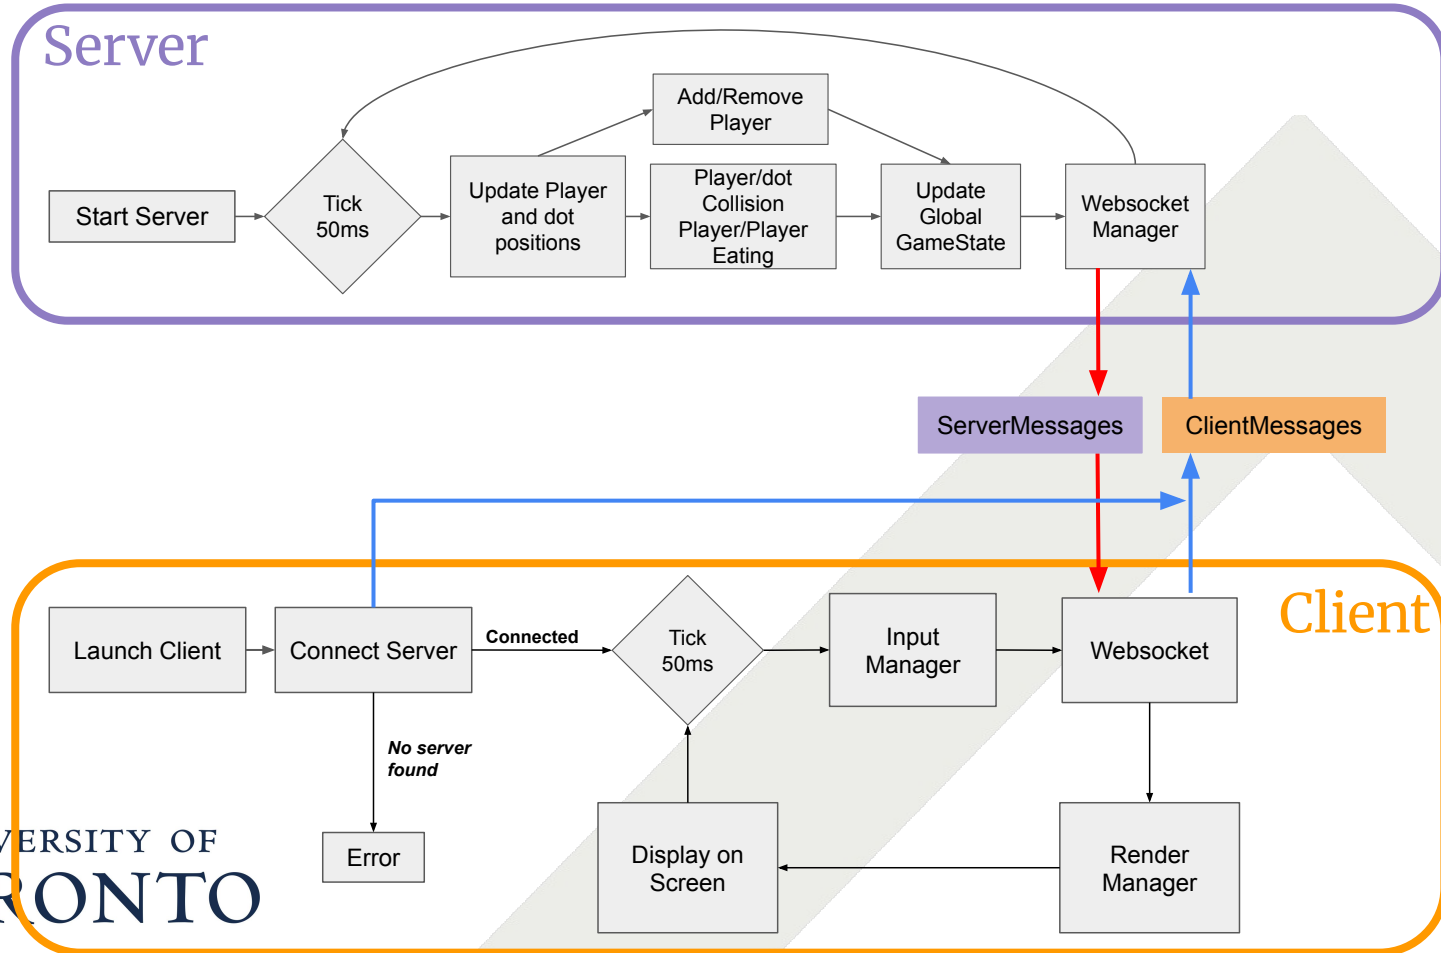 Server
Add/Remove
Player
Start Server
Tick
50ms
Update Player
and dot
positions
Player/dot
Collision
Player/Player
Eating
Update
Global
GameState
Websocket
Manager
ServerMessages
ClientMessages
Client
Launch Client
Connect Server
Connected
Tick
50ms
Input
Manager
Websocket
No server
found
Error
Display on
Screen
Render
Manager
VERSITY OF
RONTO